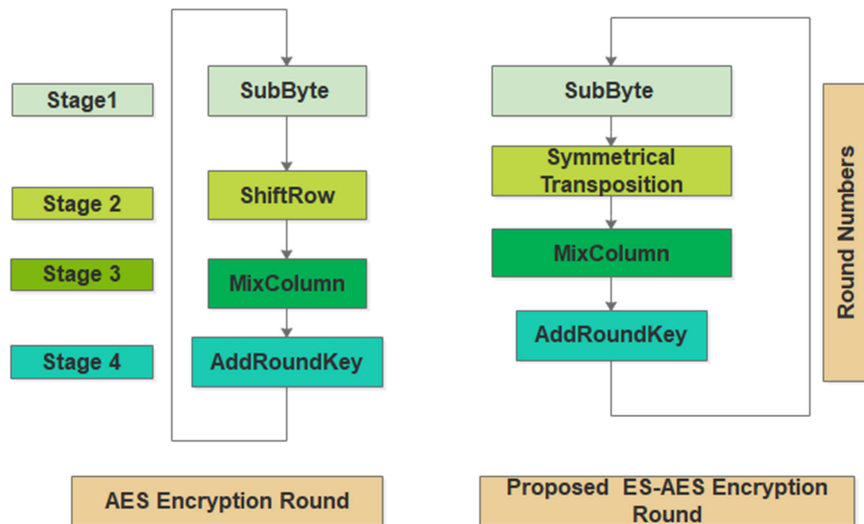 Stage1
Stage 2
Stage 3
Stage 4
SubByte
ShiftRow
MixColumn
AddRoundKey
AES Encryption Round
SubByte
Symmetrical
Transposition
MixColumn
AddRoundKey
Proposed ES-AES Encryption
Round
Round Numbers